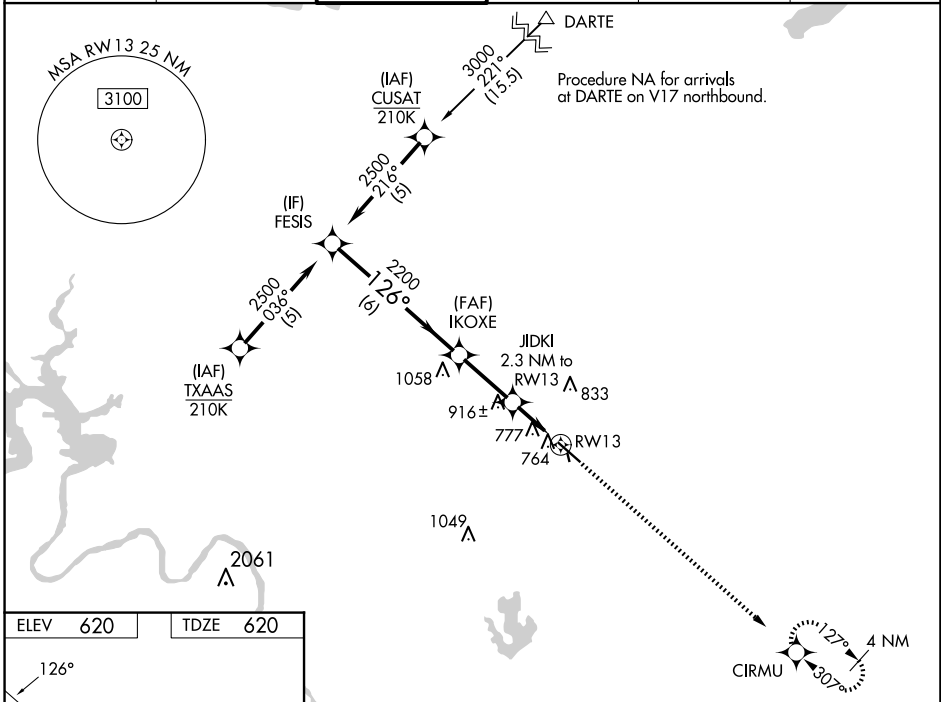 MSA RW 13 25 NM
3100
DARTE
3000
221°
(15.5)
Procedure NA for arrivals
at DARTE on V17 northbound.
(IAF)
CUSAT
210K
2500
216°
(5)
(IF)
FESIS
2500
036°
(5)
(IAF)
TXAAS
210K
2200
126°
(6)
(FAF)
IKOXE
JIDKI
2.3 NM to
RW13
1058
833
916±
777
764
RW13
1049
2061
ELEV 620
TDZE 620
126°
127°
4 NM
307°
CIRMU